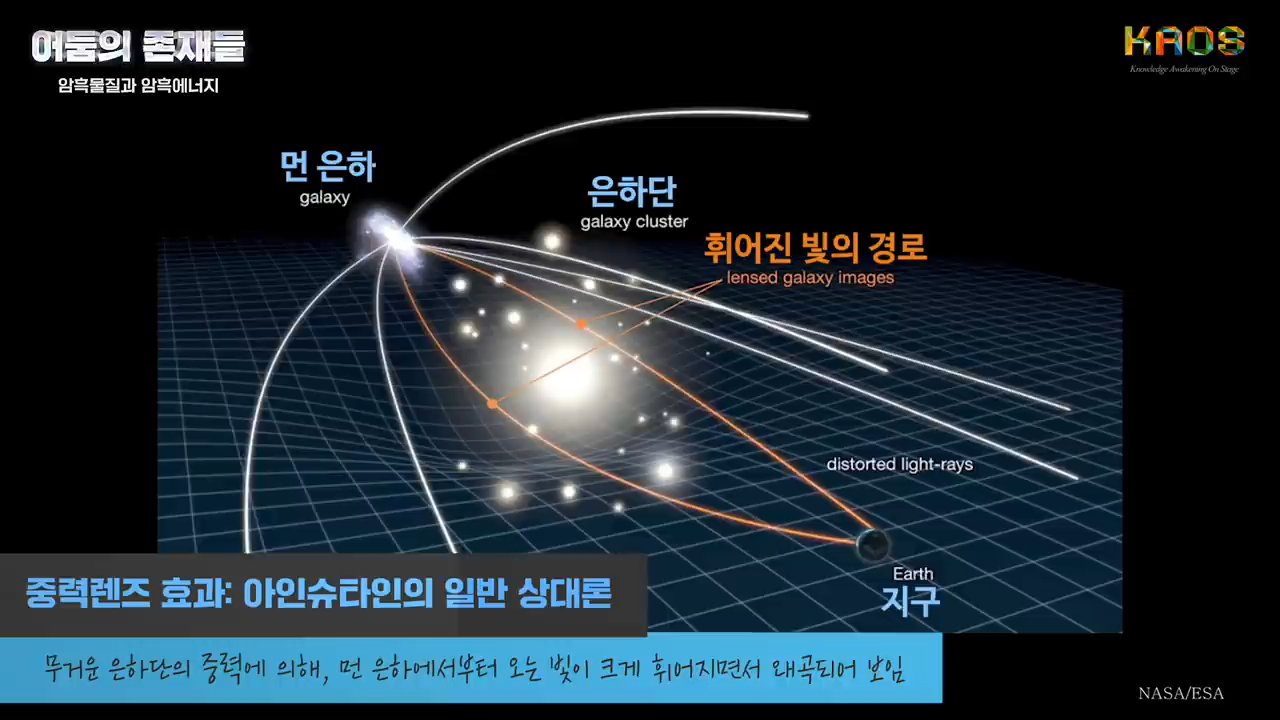 어둠의 존재들
암흑물질과 암흑에너지
KAOS
Knowledge Awakening On Stage
먼 은하
galaxy
은하단
galaxy cluster
휘어진 빛의 경로
lensed galaxy images
distorted light-rays
Earth
지구
중력렌즈 효과: 아인슈타인의 일반 상대론
무거운 은하단의 중력에 의해, 먼 은하에서부터 오는 빛이 크게 휘어지면서 왜곡되어 보임
NASA/ESA